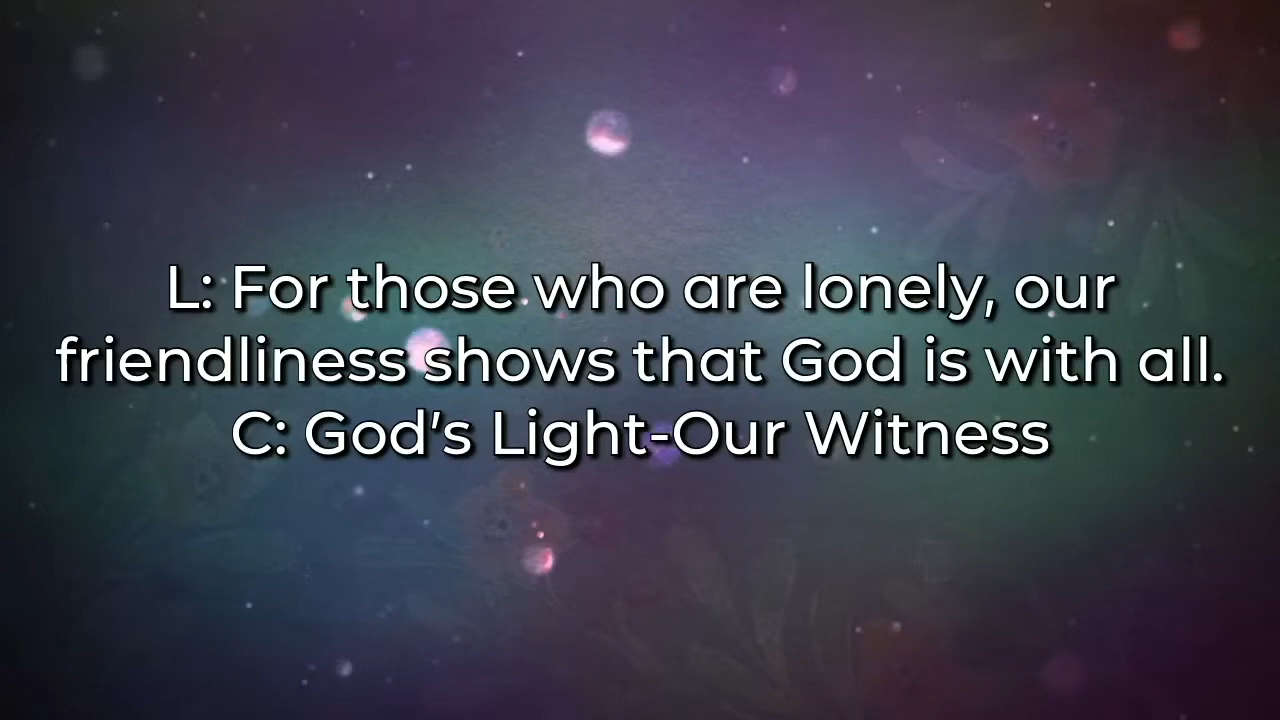 L: For those who are lonely, our
friendliness shows that God is with all.
C: God's Light-Our Witness